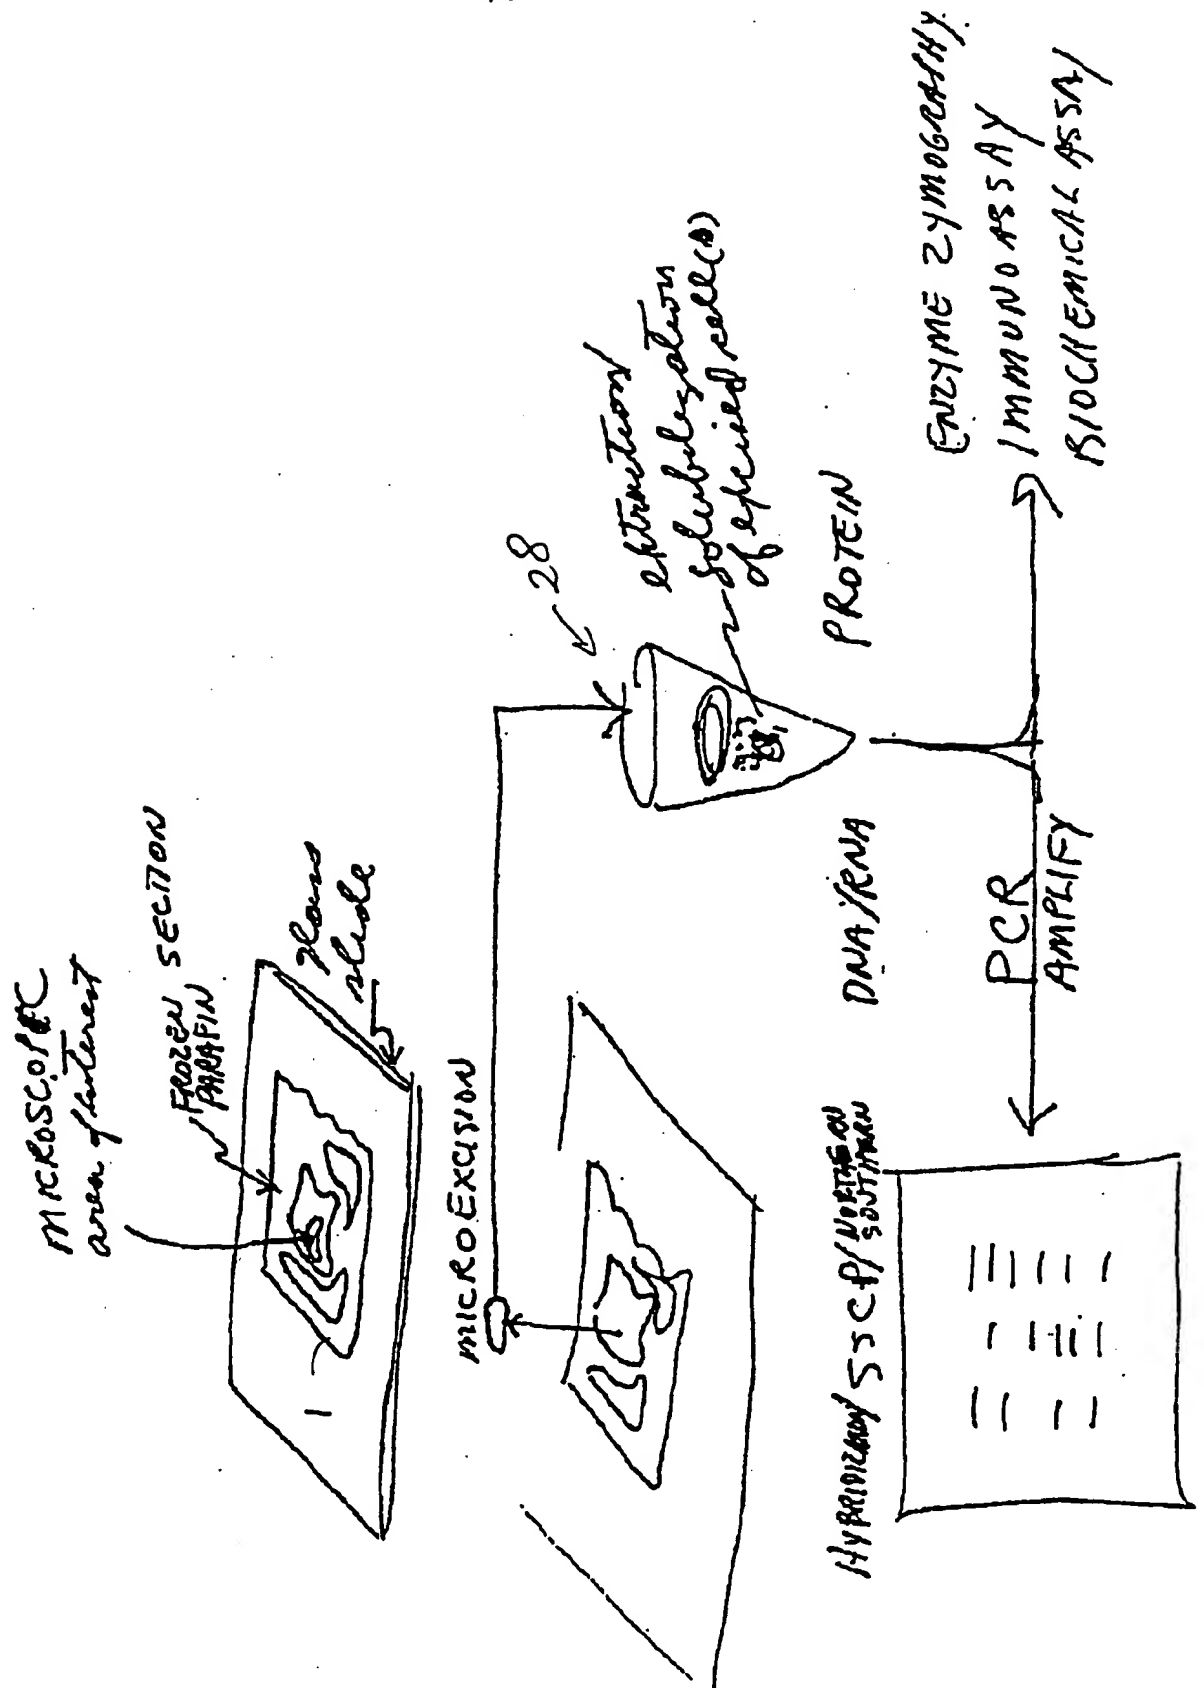 MICROSCOPIC
area of interest
FROZEN SECTION
PARAFIN
glass
slide
MICROEXCISION
28
extraction/
solubilization
of excised cell(s)
DNA/RNA
PROTEIN
PCR
AMPLIFY
ENZYME ZYMOGRAPHY
IMMUNOASSAY
BIOCHEMICAL ASSAY
HYBRIDIZATION/SSCP/NORTHERN
SOUTHERN